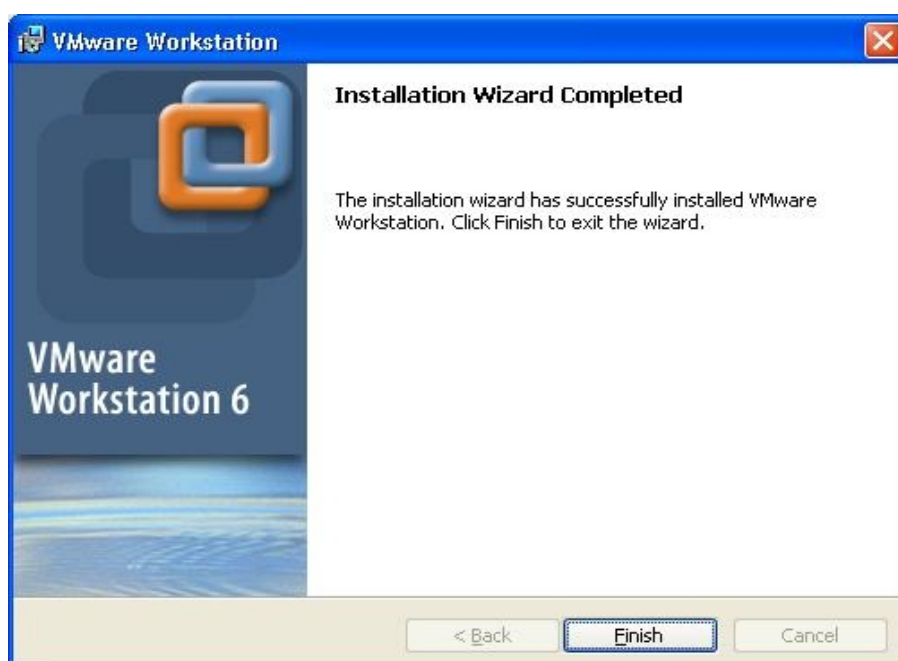 VMware Workstation
Installation Wizard Completed
The installation wizard has successfully installed VMware
Workstation. Click Finish to exit the wizard.
VMware
Workstation 6
< Back
Finish
Cancel